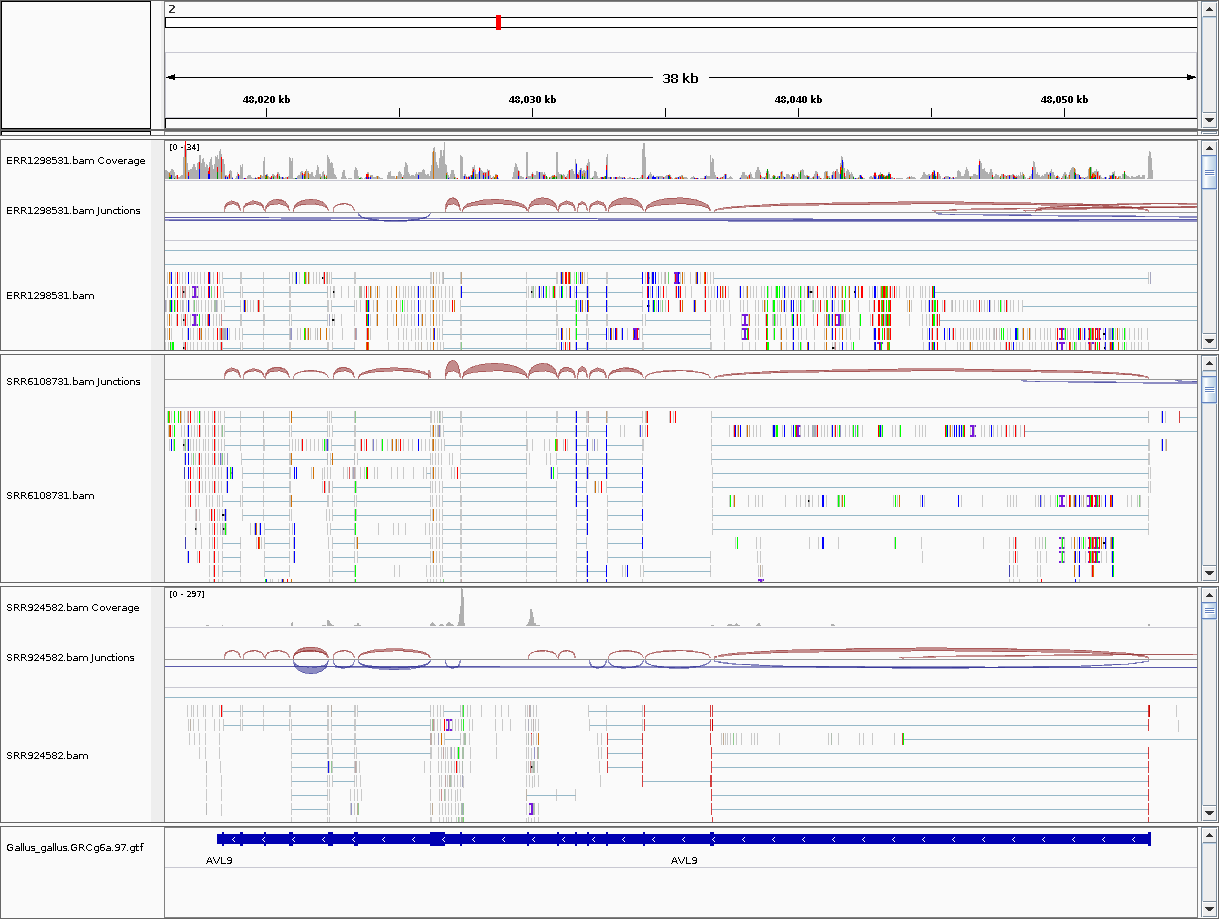 2
38 kb
48,020 kb 48,030 kb 48,040 kb 48,050 kb
[0 - 34]
ERR1298531.bam Coverage
ERR1298531.bam Junctions
ERR1298531.bam
SRR6108731.bam Junctions
SRR6108731.bam
[0 - 297]
SRR924582.bam Coverage
SRR924582.bam Junctions
SRR924582.bam
Gallus_gallus.GRCg6a.97.gtf
AVL9 AVL9